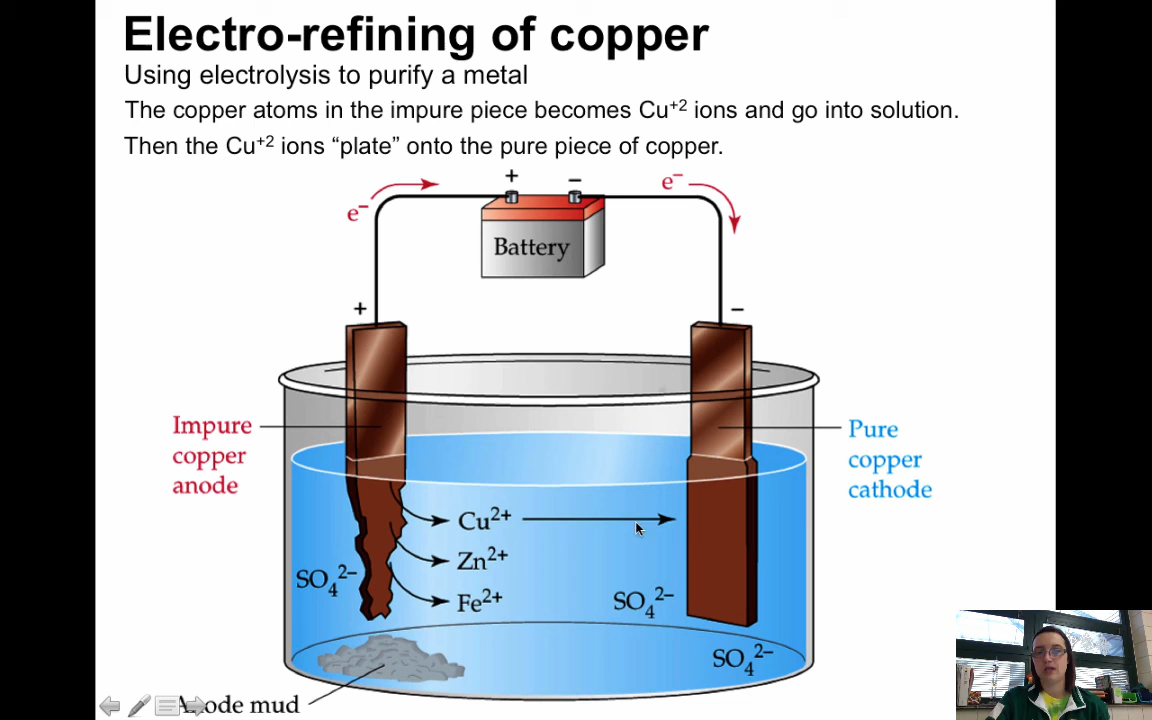 Electro-refining of copper
Using electrolysis to purify a metal
The copper atoms in the impure piece becomes Cu⁺² ions and go into solution.
Then the Cu⁺² ions “plate” onto the pure piece of copper.
+ −
e⁻ e⁻
Battery
+ −
Impure
copper
anode
Pure
copper
cathode
Cu²⁺
Zn²⁺
Fe²⁺
SO₄²⁻
SO₄²⁻
SO₄²⁻
mud